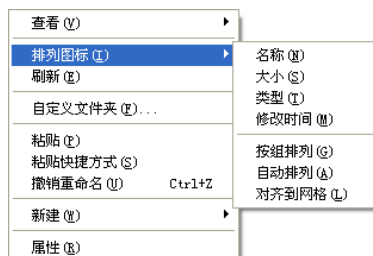 查看(V)
排列图标(I)
刷新(E)
自定义文件夹(F)...
粘贴(P)
粘贴快捷方式(S)
撤销重命名(U) Ctrl+Z
新建(W)
属性(R)
名称(N)
大小(S)
类型(T)
修改时间(M)
按组排列(G)
自动排列(A)
对齐到网格(L)